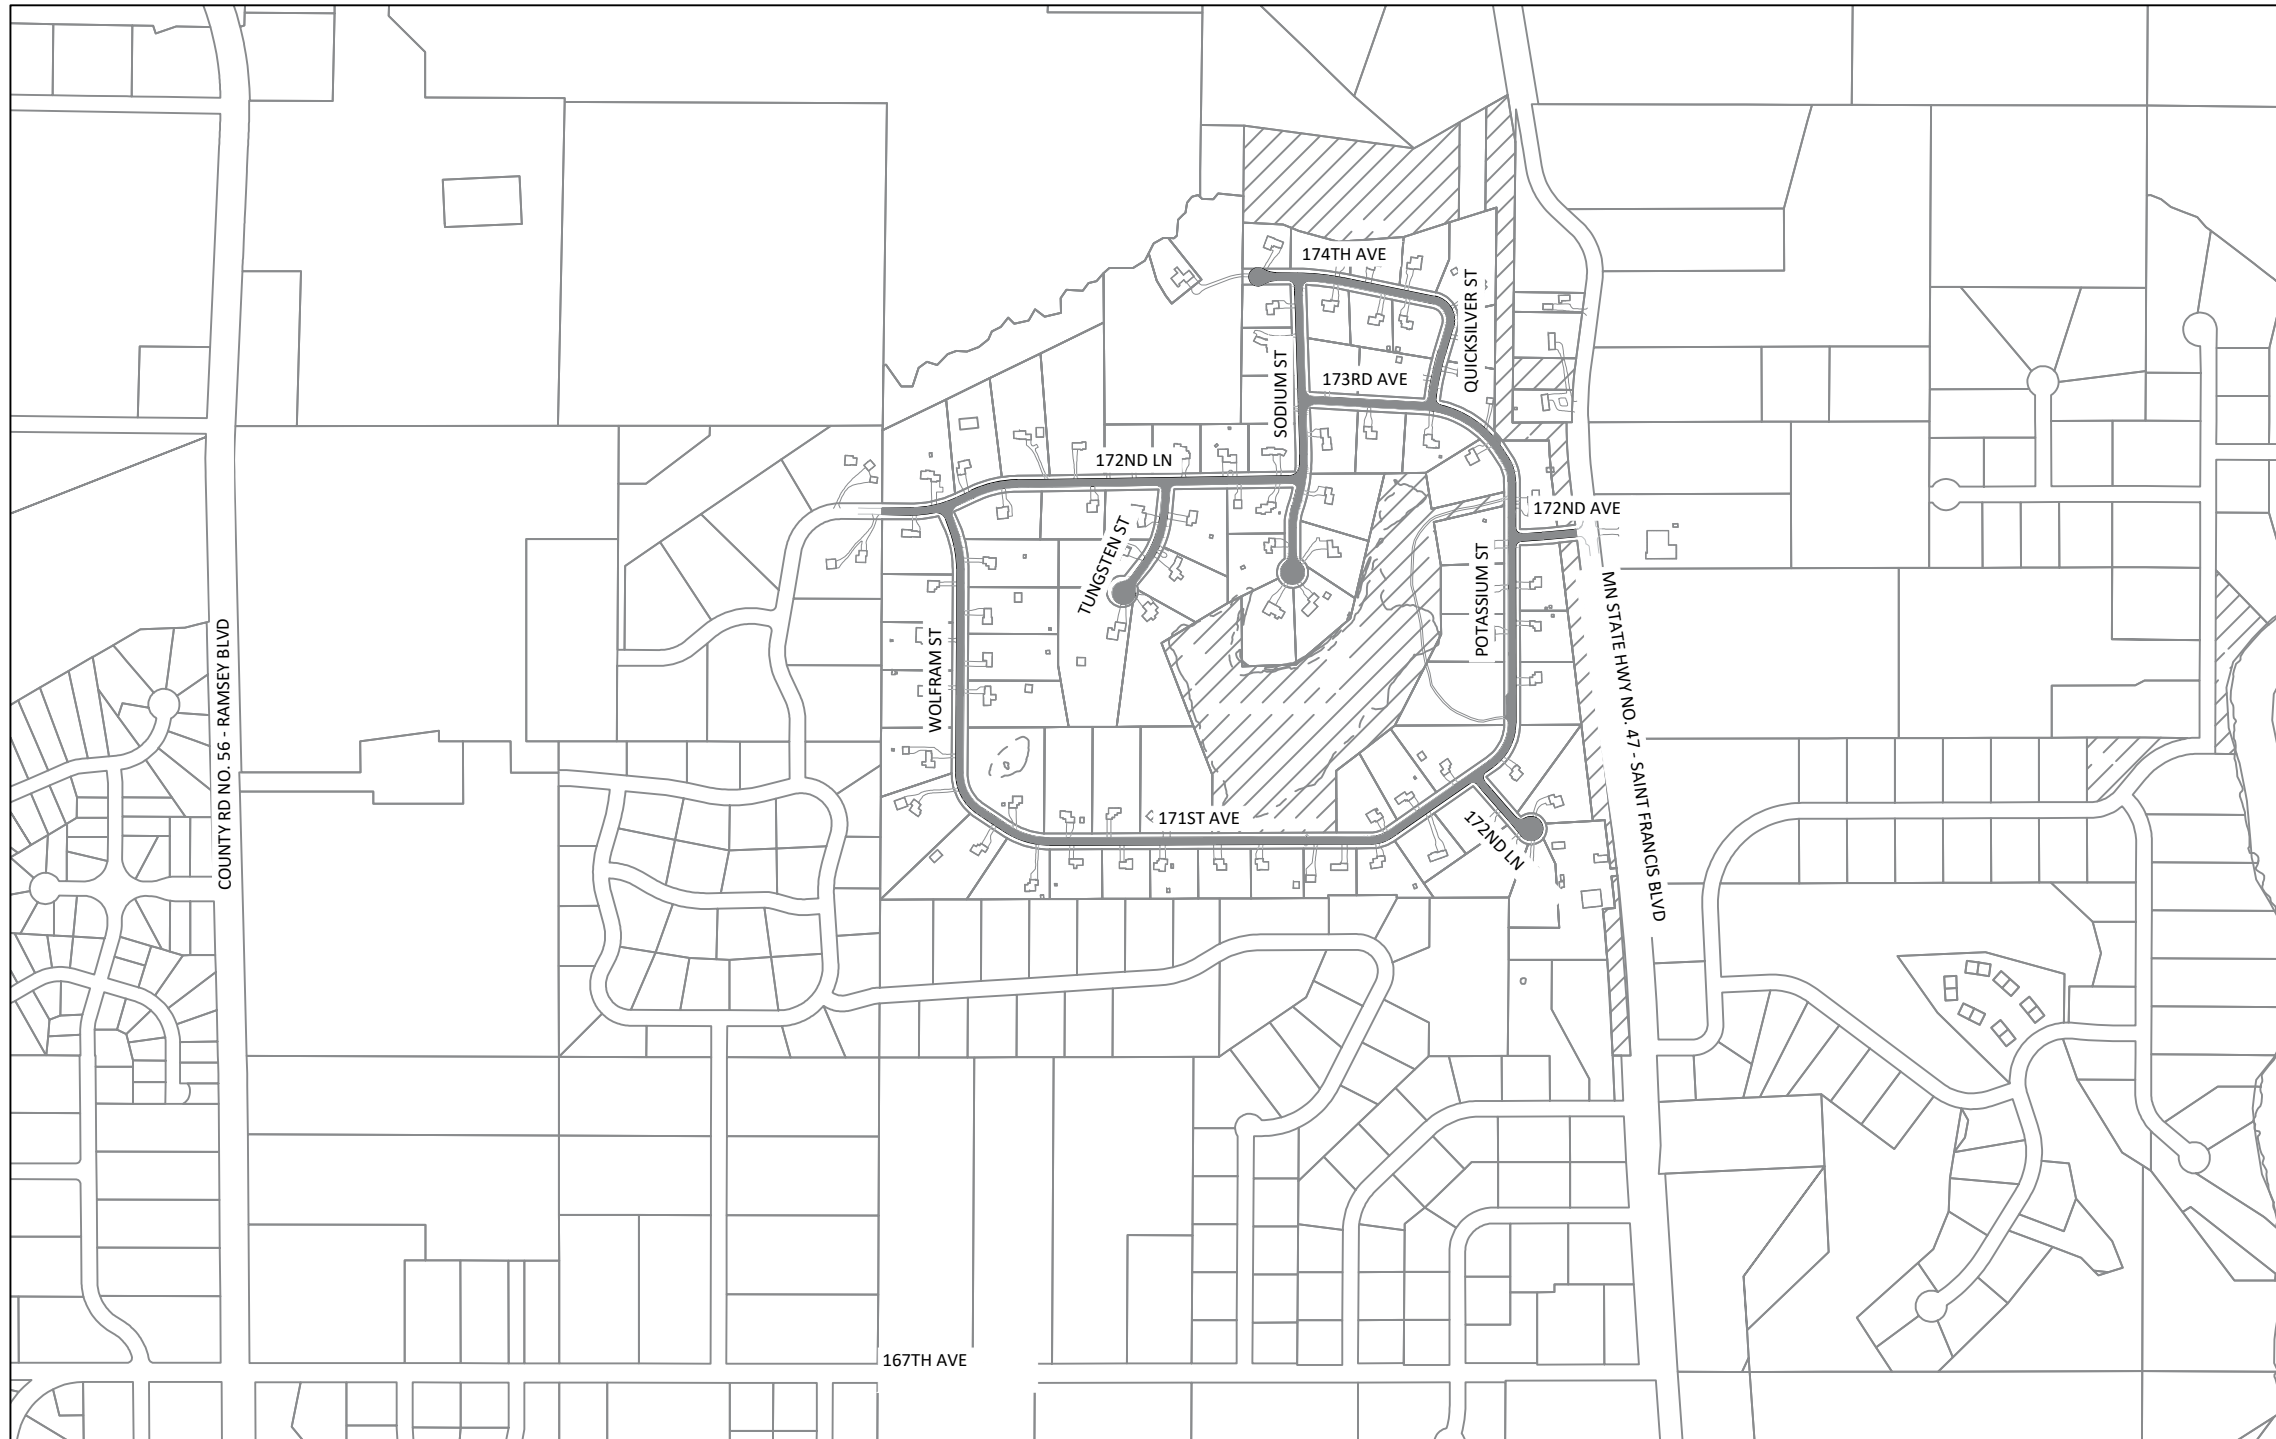 174TH AVE
QUICKSILVER ST
SODIUM ST
173RD AVE
172ND LN
172ND AVE
TUNGSTEN ST
POTASSIUM ST
WOLFRAM ST
COUNTY RD NO. 56 - RAMSEY BLVD
MN STATE HWY NO. 47 - SAINT FRANCIS BLVD
171ST AVE
172ND LN
167TH AVE